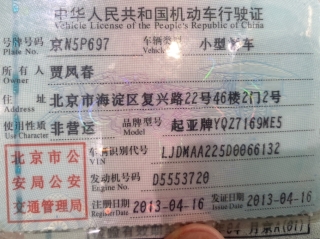 中华人民共和国机动车行驶证
Vehicle License of the People's Republic of China
号牌号码 京N5P697 车辆类型 小型轿车
Plate No. Vehicle
所有人 贾凤春
Owner
住址 北京市海淀区复兴路22号46楼2门2号
Address
使用性质 非营运 品牌型号 起亚牌YQZ7169ME5
Use Character Model
北京市公安局公安交通管理局
车辆识别代号 LJDMAA225D0066132
VIN
发动机号码 D5553720
Engine No.
注册日期 2013-04-16 发证日期 2013-04-16
Register Date Issue Date